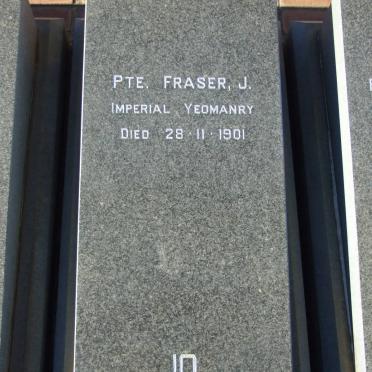 PTE. FRASER, J.
IMPERIAL YEOMANRY
DIED 28·11·1901